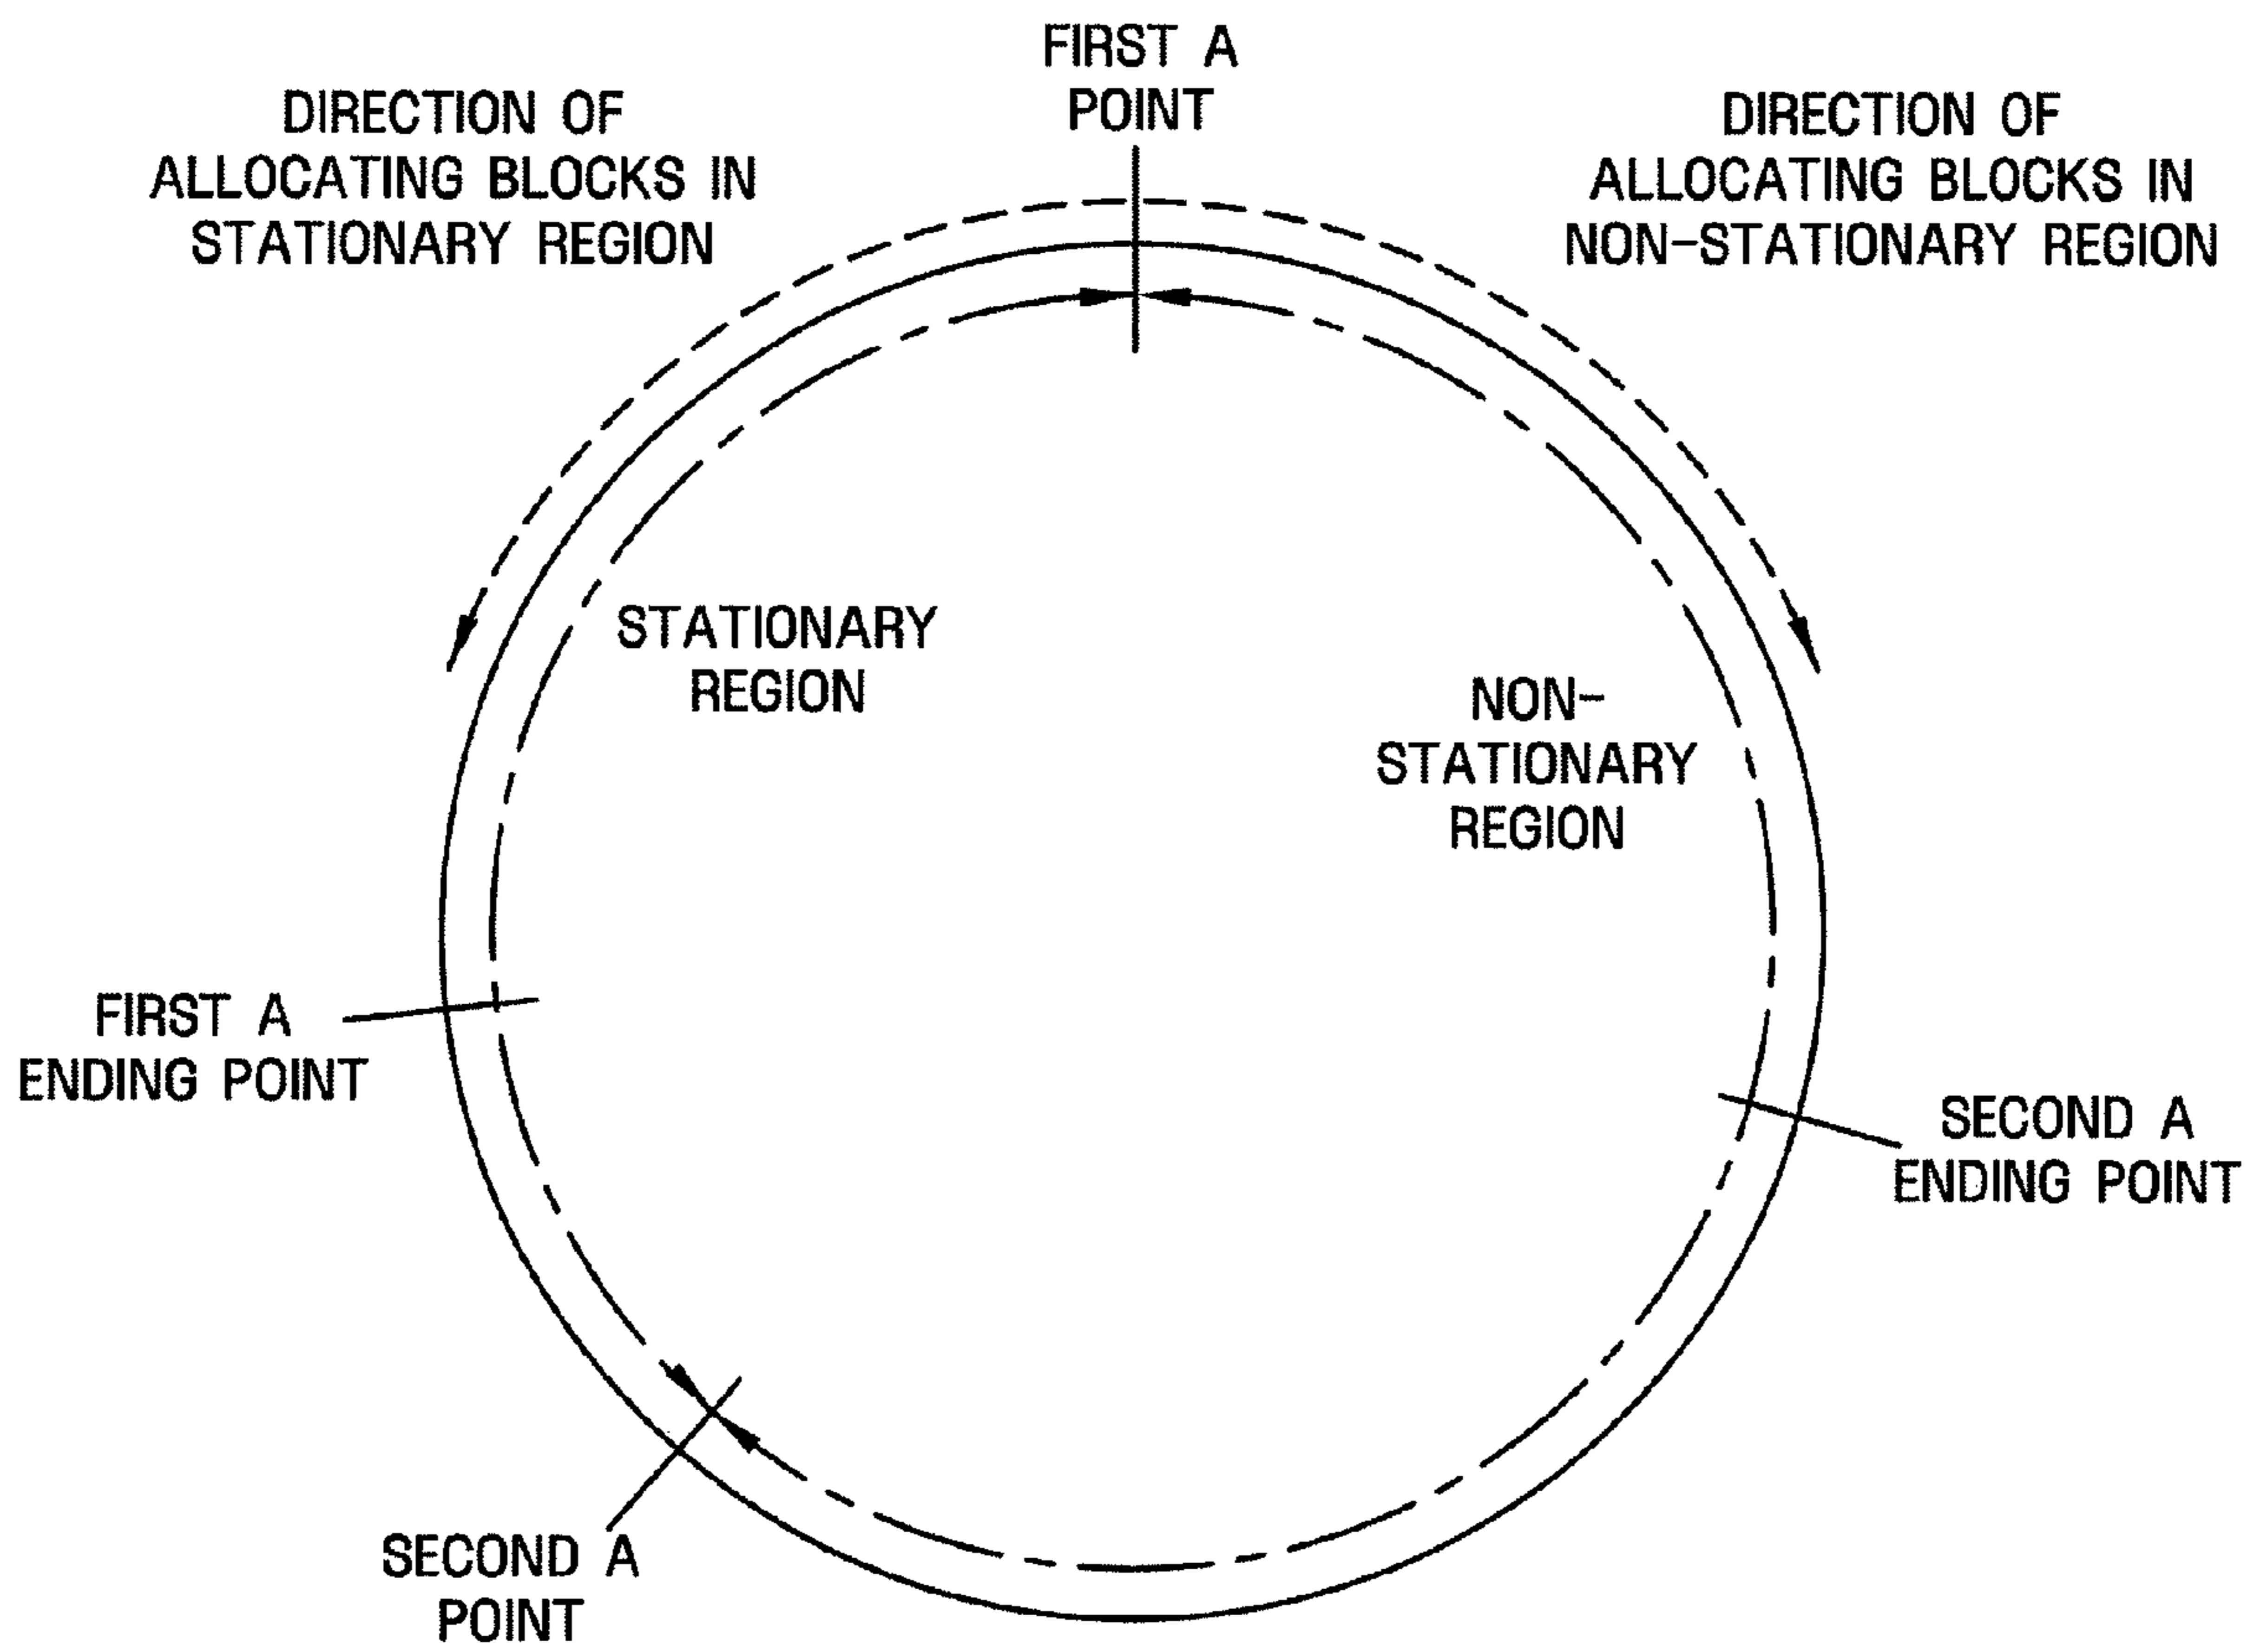 FIRST A
POINT
DIRECTION OF
ALLOCATING BLOCKS IN
STATIONARY REGION
DIRECTION OF
ALLOCATING BLOCKS IN
NON-STATIONARY REGION
STATIONARY
REGION
NON-
STATIONARY
REGION
FIRST A
ENDING POINT
SECOND A
ENDING POINT
SECOND A
POINT